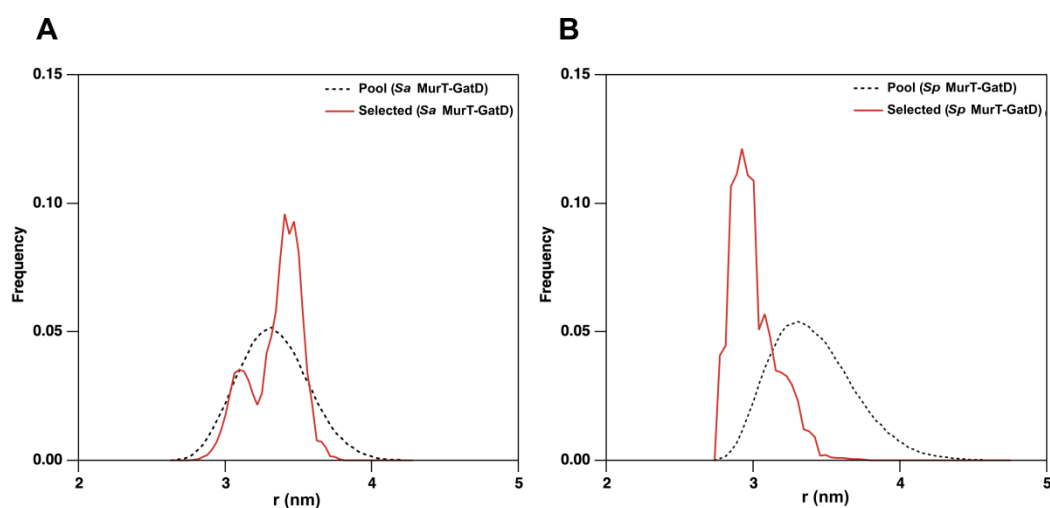 A
0.15
0.10
0.05
0.00
Frequency
2
3
4
5
r (nm)
Pool (Sa MurT-GatD)
Selected (Sa MurT-GatD)
B
0.15
0.10
0.05
0.00
Frequency
2
3
4
5
r (nm)
Pool (Sp MurT-GatD)
Selected (Sp MurT-GatD)